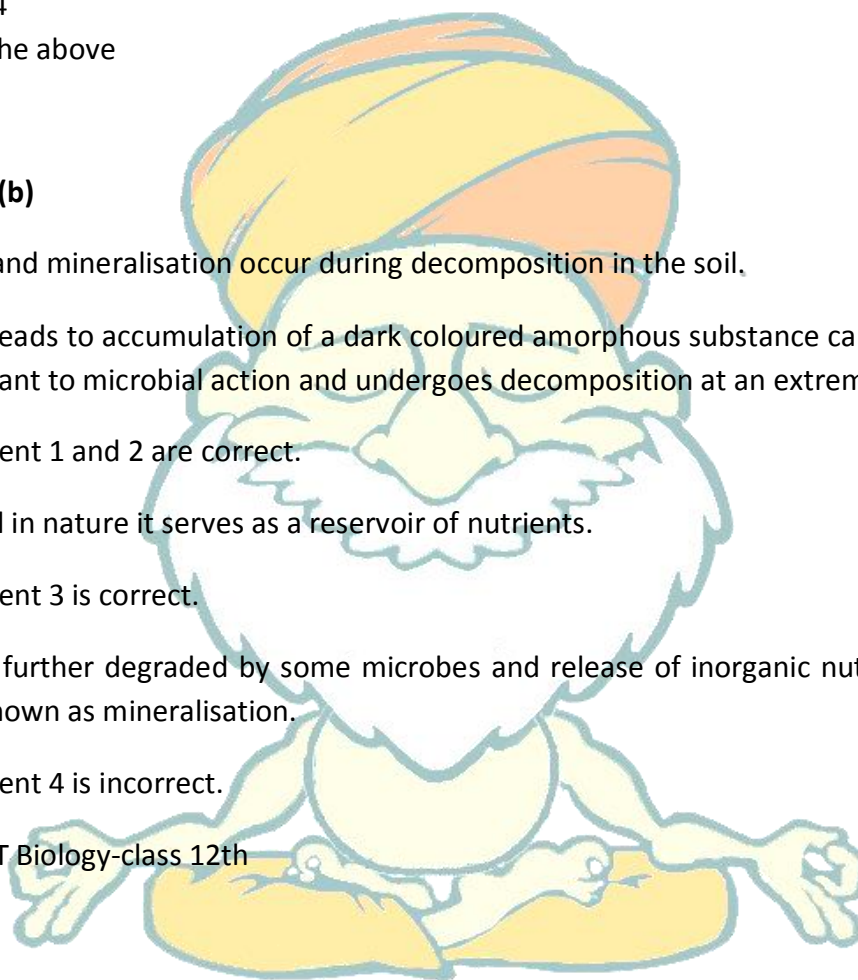 4
he above
(b)
and mineralisation occur during decomposition in the soil.
eads to accumulation of a dark coloured amorphous substance ca
ant to microbial action and undergoes decomposition at an extrem
ent 1 and 2 are correct.
l in nature it serves as a reservoir of nutrients.
ent 3 is correct.
further degraded by some microbes and release of inorganic nut
nown as mineralisation.
ent 4 is incorrect.
T Biology-class 12th